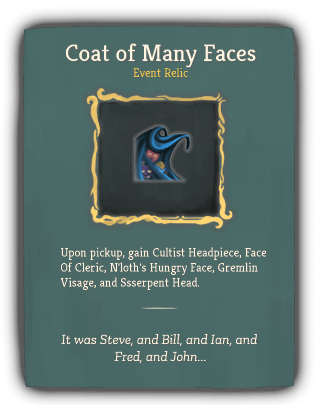 Coat of Many Faces
Event Relic
Upon pickup, gain Cultist Headpiece, Face
Of Cleric, N'loth's Hungry Face, Gremlin
Visage, and Ssserpent Head.
It was Steve, and Bill, and Ian, and
Fred, and John...